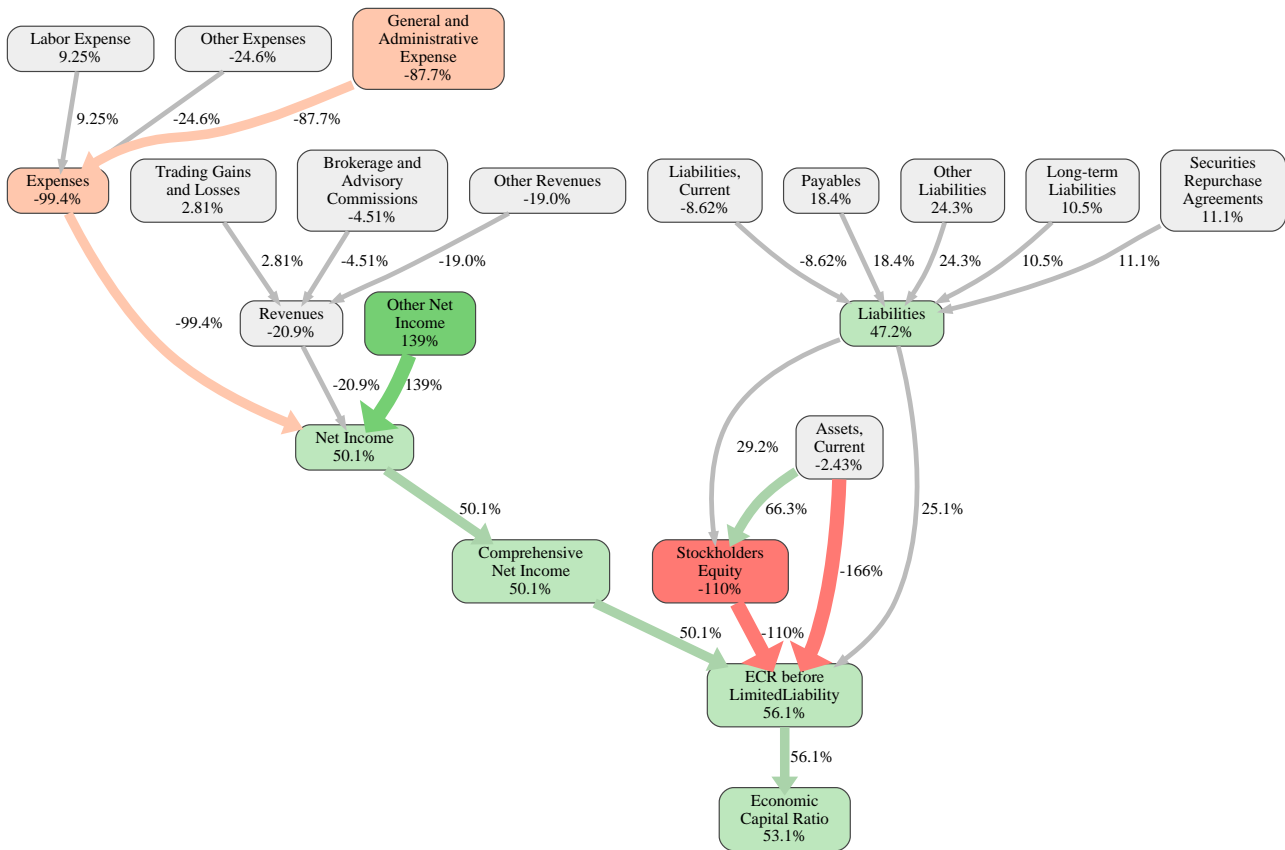 Labor Expense
9.25%
Other Expenses
-24.6%
General and
Administrative
Expense
-87.7%
9.25%
-24.6%
-87.7%
Expenses
-99.4%
Trading Gains
and Losses
2.81%
Brokerage and
Advisory
Commissions
-4.51%
Other Revenues
-19.0%
Liabilities,
Current
-8.62%
Payables
18.4%
Other
Liabilities
24.3%
Long-term
Liabilities
10.5%
Securities
Repurchase
Agreements
11.1%
2.81%
-4.51%
-19.0%
-8.62%
18.4%
24.3%
10.5%
11.1%
-99.4%
Revenues
-20.9%
Other Net
Income
139%
Liabilities
47.2%
-20.9%
139%
Net Income
50.1%
29.2%
Assets,
Current
-2.43%
50.1%
66.3%
25.1%
Comprehensive
Net Income
50.1%
Stockholders
Equity
-110%
-166%
50.1%
-110%
ECR before
LimitedLiability
56.1%
56.1%
Economic
Capital Ratio
53.1%